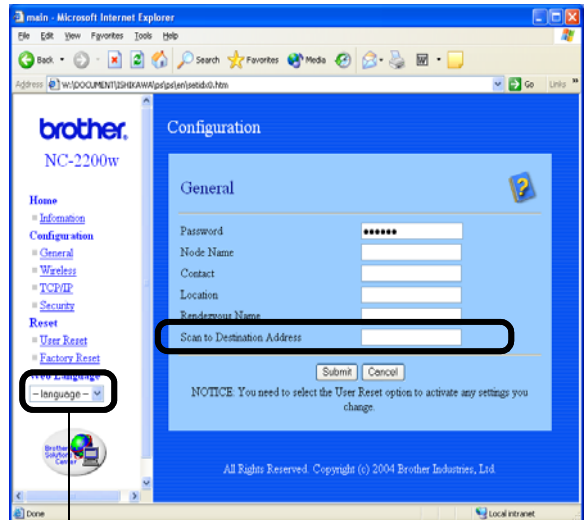 main - Microsoft Internet Explorer
File Edit View Favorites Tools Help
Back Search Favorites Media
Address W:\DOCUMENT\ISHIKAWA\ps\ps\en\setidx0.htm Go Links
brother.
NC-2200w
Home
Infomation
Configuration
General
Wireless
TCP/IP
Security
Reset
User Reset
Factory Reset
Web Language
-- language --
Brother
Solutions
Center
Configuration
General
Password ●●●●●●
Node Name
Contact
Location
Rendezvous Name
Scan to Destination Address
Submit Cancel
NOTICE: You need to select the User Reset option to activate any settings you
change.
All Rights Reserved. Copyright (c) 2004 Brother Industries, Ltd
Done Local intranet